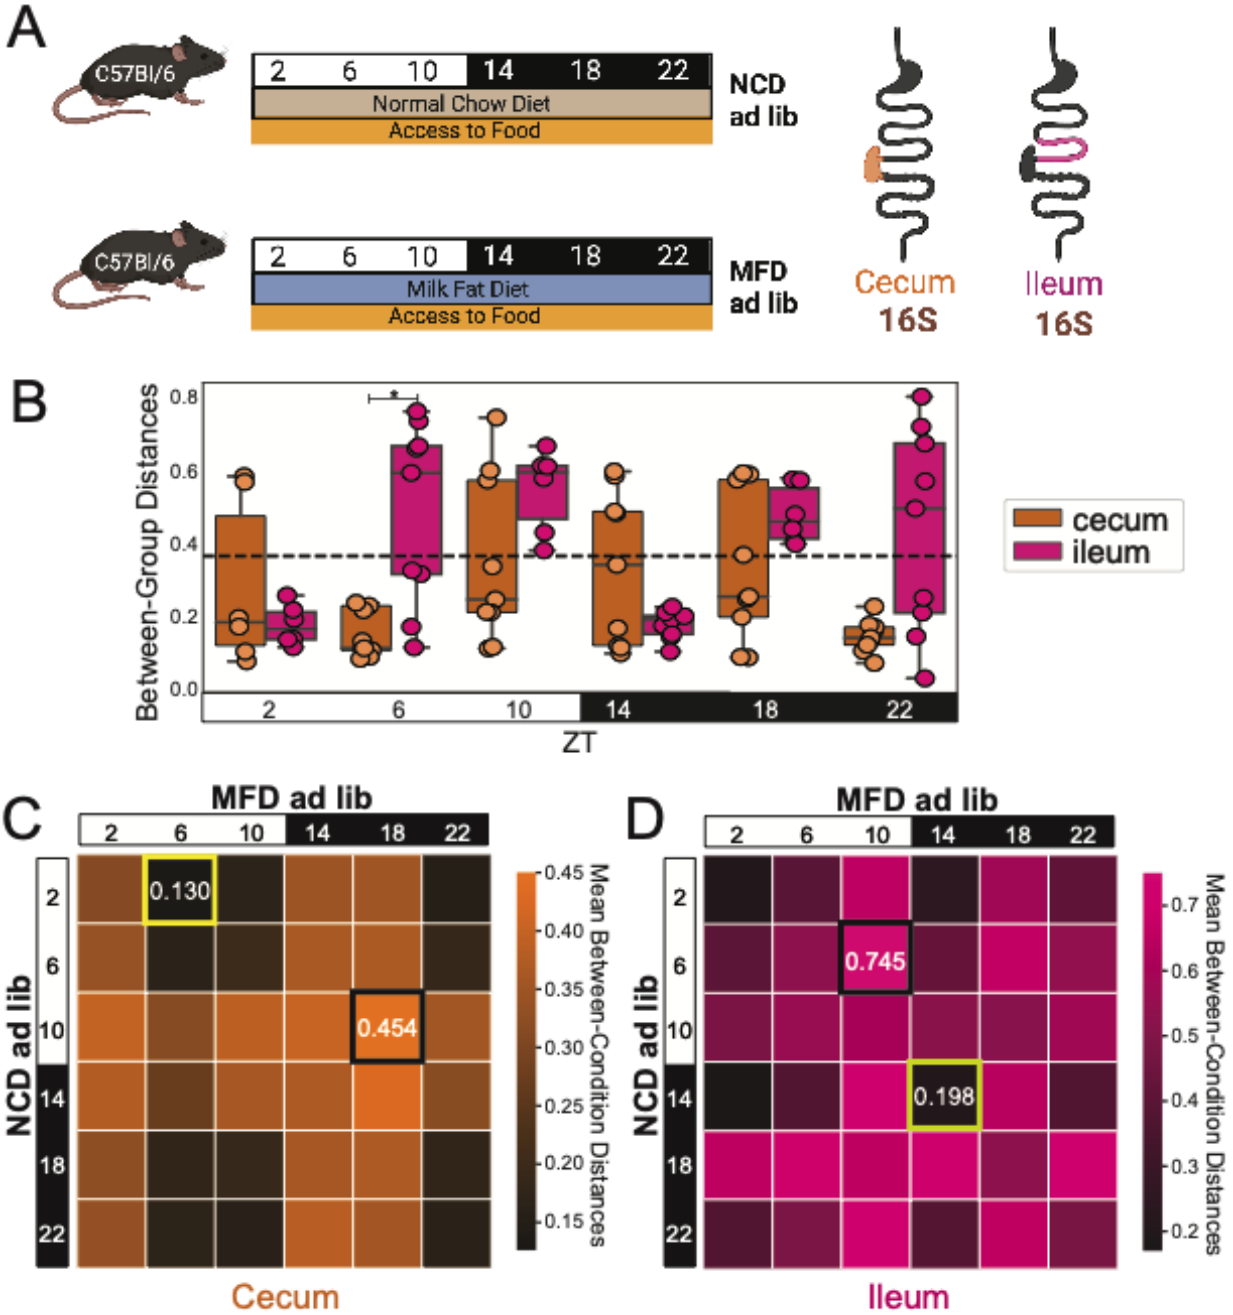 A
C57Bl/6
2 6 10 14 18 22
Normal Chow Diet
Access to Food
NCD
ad lib
C57Bl/6
2 6 10 14 18 22
Milk Fat Diet
Access to Food
MFD
ad lib
Cecum
16S
Ileum
16S
B
Between-Group Distances
0.8
0.6
0.4
0.2
0.0
*
2 6 10 14 18 22
ZT
cecum
ileum
C
MFD ad lib
2 6 10 14 18 22
NCD ad lib
2
6
10
14
18
22
0.130
0.454
0.45
0.40
0.35
0.30
0.25
0.20
0.15
Mean Between-Condition Distances
Cecum
D
MFD ad lib
2 6 10 14 18 22
NCD ad lib
2
6
10
14
18
22
0.745
0.198
0.7
0.6
0.5
0.4
0.3
0.2
Mean Between-Condition Distances
Ileum